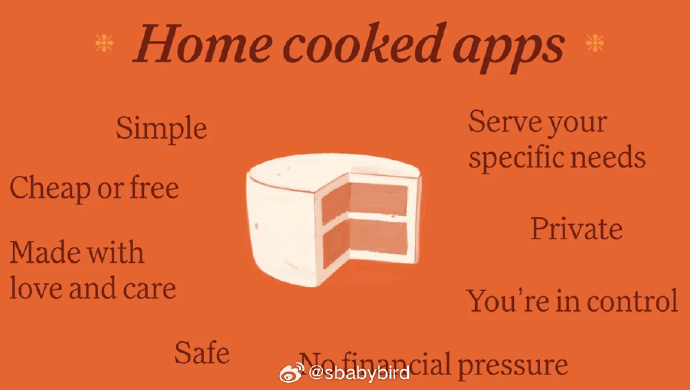 Home cooked apps
Simple
Serve your
specific needs
Cheap or free
Private
Made with
love and care
You're in control
Safe
No financial pressure
@sbabybird